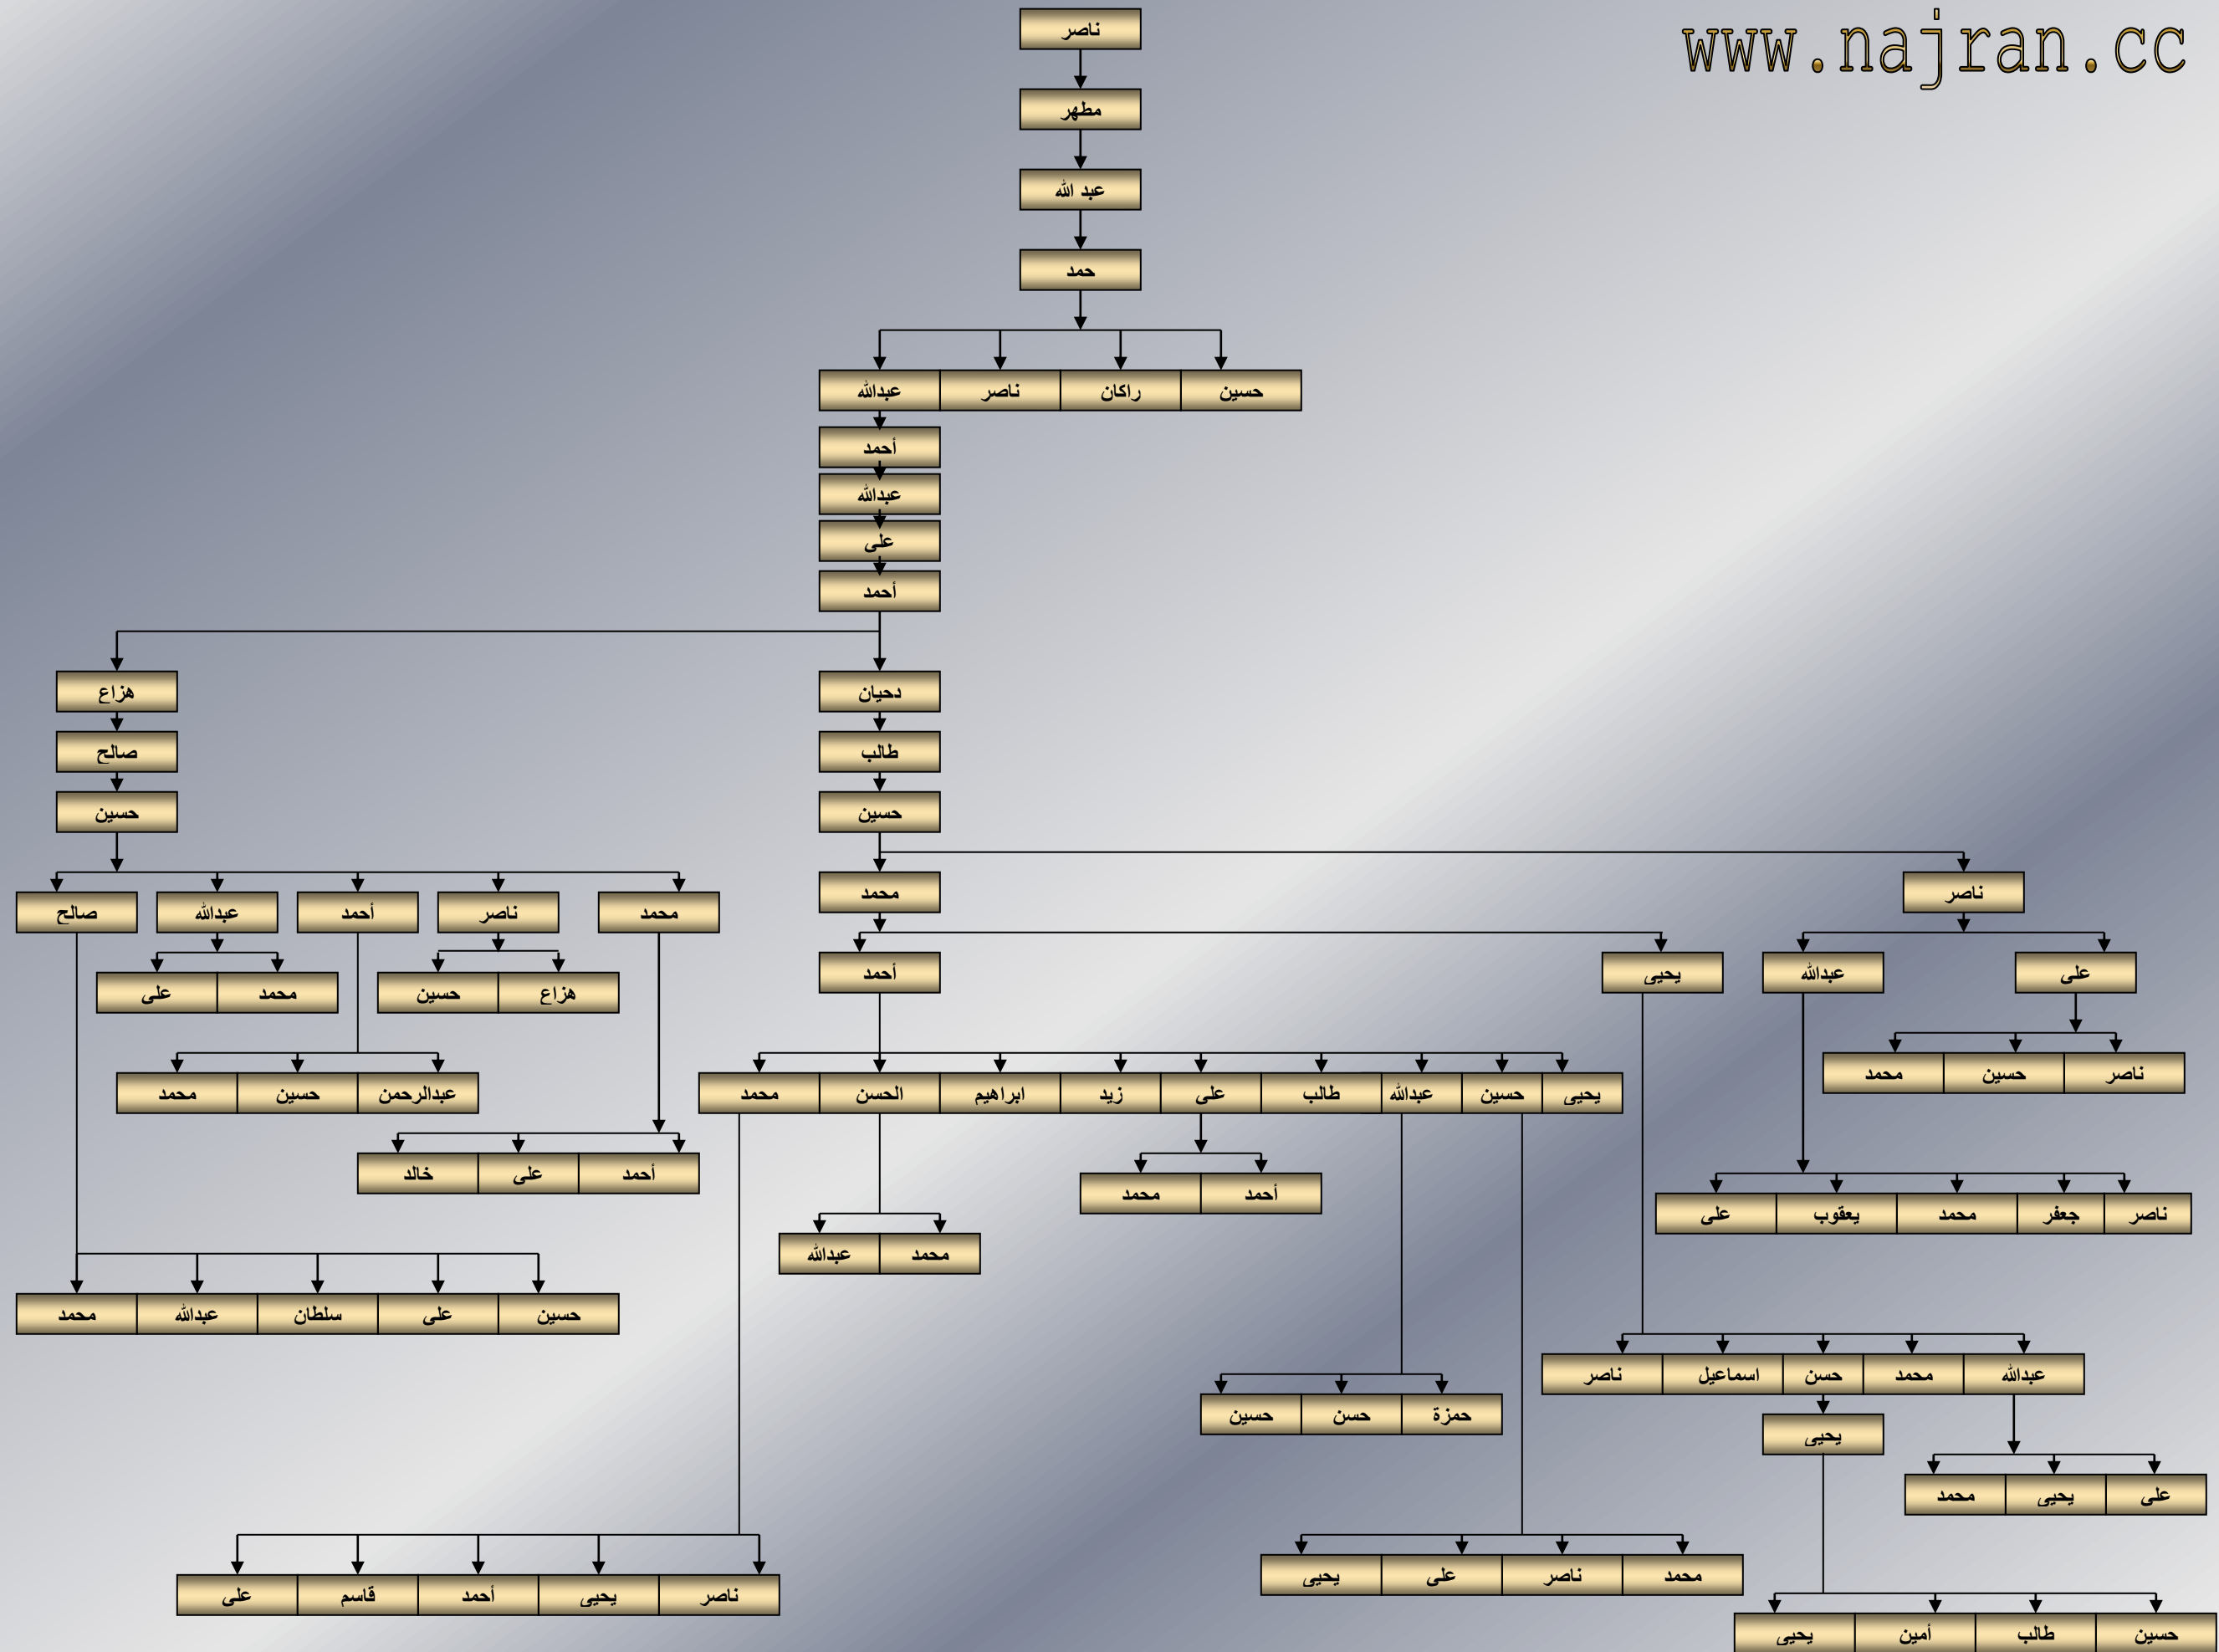 www.najran.cc
ناصر
مطهر
عبد الله
حمد
حسين راكان ناصر عبدالله
أحمد
عبدالله
على
أحمد
دحيان هزاع
طالب صالح
حسين حسين
ناصر محمد محمد ناصر أحمد عبدالله صالح
على عبدالله يحيى أحمد هزاع حسين محمد على
ناصر حسين محمد
يحيى حسين عبدالله طالب على زيد ابراهيم الحسن محمد عبدالرحمن حسين محمد
أحمد محمد أحمد على خالد
ناصر جعفر محمد يعقوب على
محمد عبدالله
حسين على سلطان عبدالله محمد
عبدالله محمد حسن اسماعيل ناصر
حمزة حسن حسين
يحيى
على يحيى محمد
محمد ناصر على يحيى
ناصر يحيى أحمد قاسم على
حسين طالب أمين يحيى